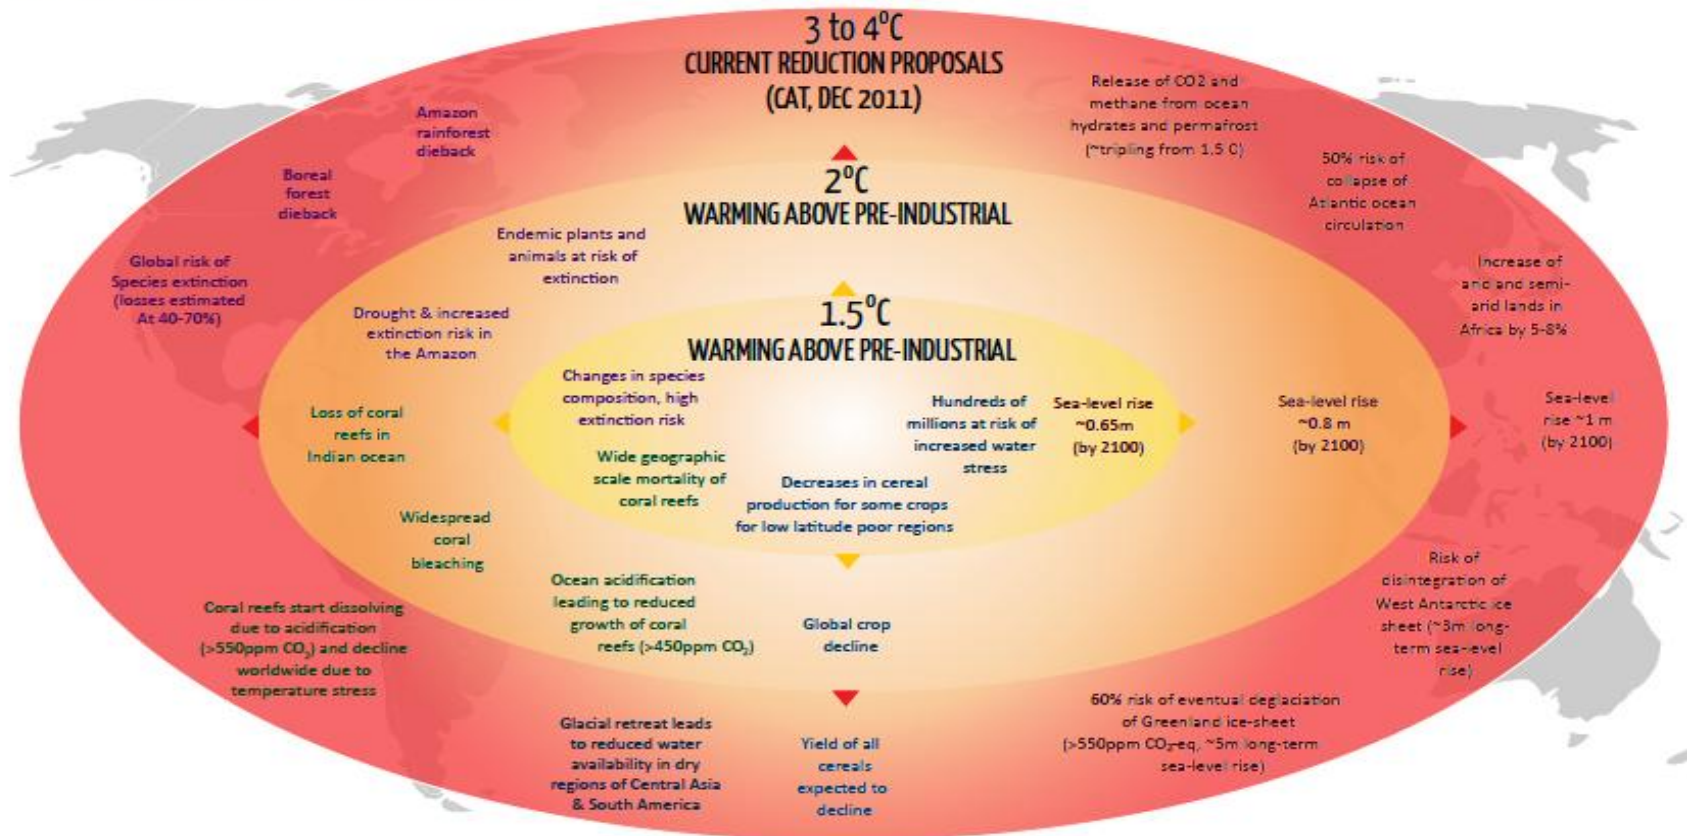 3 to 4⁰C
CURRENT REDUCTION PROPOSALS
(CAT, DEC 2011)
Amazon
rainforest
dieback
Boreal
forest
dieback
Global risk of
Species extinction
(losses estimated
At 40-70%)
Release of CO2 and
methane from ocean
hydrates and permafrost
(~tripling from 1.5 C)
50% risk of
collapse of
Atlantic ocean
circulation
Increase of
arid and semi-
arid lands in
Africa by 5-8%
Sea-level
rise ~1 m
(by 2100)
2⁰C
WARMING ABOVE PRE-INDUSTRIAL
Endemic plants and
animals at risk of
extinction
Drought & increased
extinction risk in
the Amazon
Loss of coral
reefs in
Indian ocean
Widespread
coral
bleaching
Sea-level rise
~0.8 m
(by 2100)
1.5⁰C
WARMING ABOVE PRE-INDUSTRIAL
Changes in species
composition, high
extinction risk
Wide geographic
scale mortality of
coral reefs
Hundreds of
millions at risk of
increased water
stress
Sea-level rise
~0.65m
(by 2100)
Decreases in cereal
production for some crops
for low latitude poor regions
Ocean acidification
leading to reduced
growth of coral
reefs (>450ppm CO₂)
Global crop
decline
Coral reefs start dissolving
due to acidification
(>550ppm CO₂) and decline
worldwide due to
temperature stress
Glacial retreat leads
to reduced water
availability in dry
regions of Central Asia
& South America
Yield of all
cereals
expected to
decline
60% risk of eventual deglaciation
of Greenland ice-sheet
(>550ppm CO₂-eq, ~5m long-term
sea-level rise)
Risk of
disintegration of
West Antarctic ice
sheet (~3m long-
term sea-level
rise)